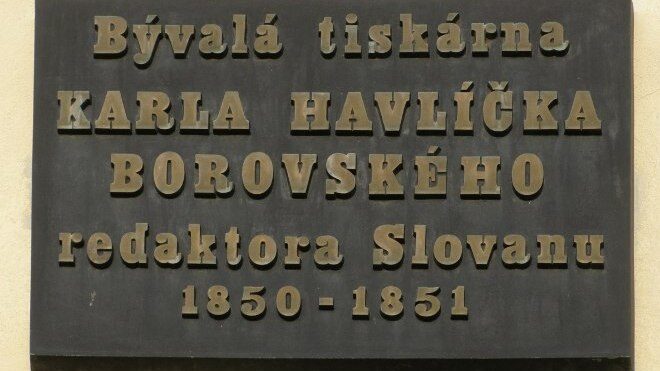 Bývalá tiskárna
KARLA HAVLÍČKA
BOROVSKÉHO
redaktora Slovanu
1850 - 1851